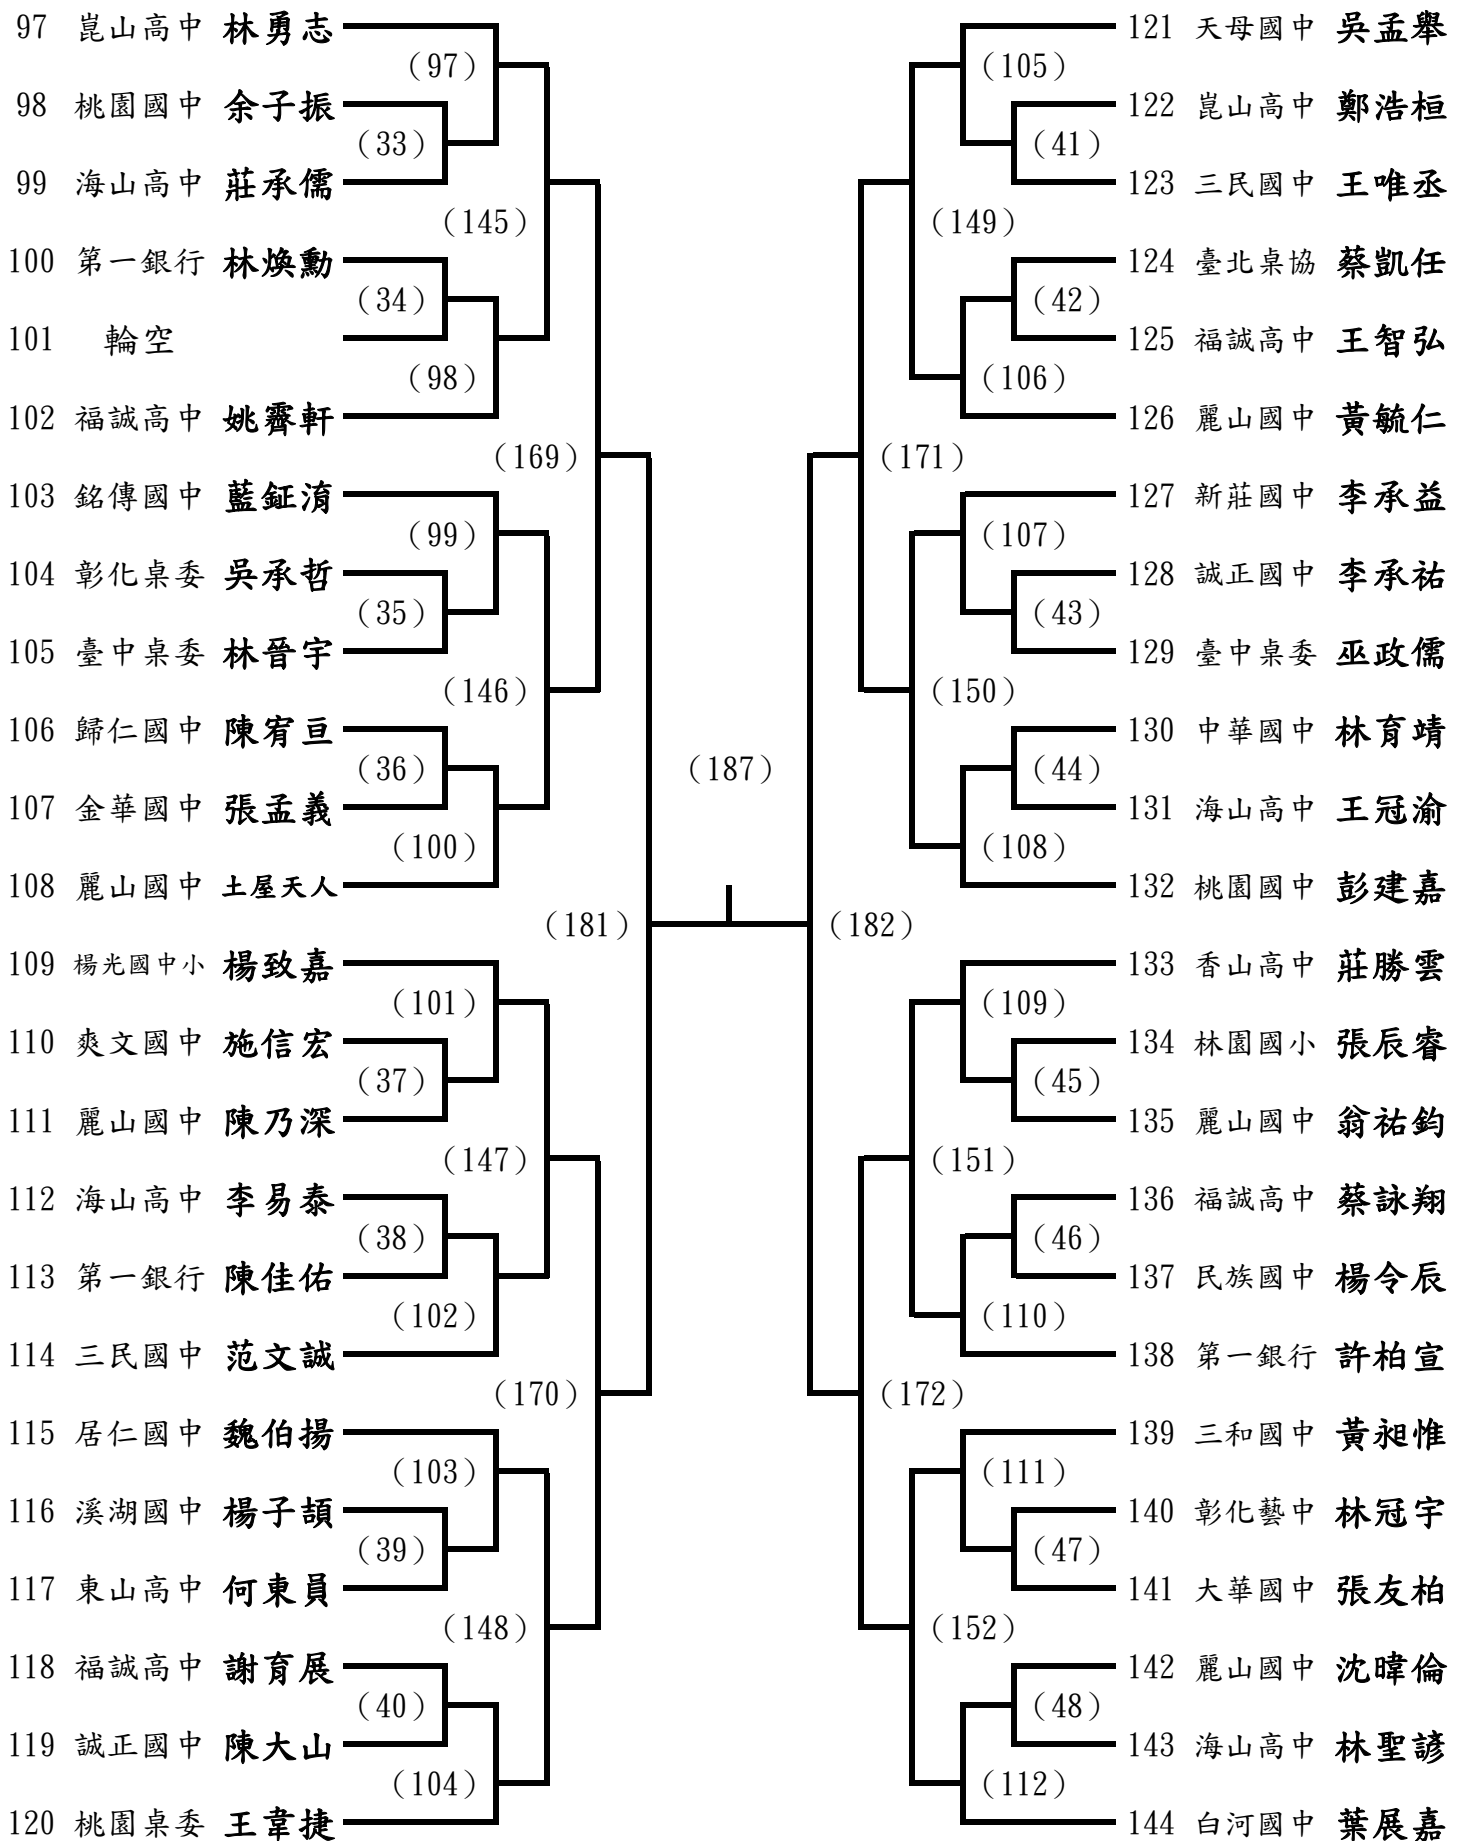 97 崑山高中 林勇志
(97)
98 桃園國中 余子振
(33)
99 海山高中 莊承儒
(145)
100 第一銀行 林煥勳
(34)
101 輪空
(98)
102 福誠高中 姚霽軒
(169)
103 銘傳國中 藍鉦淯
(99)
104 彰化桌委 吳承哲
(35)
105 臺中桌委 林晉宇
(146)
106 歸仁國中 陳宥亘
(36)
107 金華國中 張孟義
(100)
108 麗山國中 土屋天人
(181)
109 楊光國中小 楊致嘉
(101)
110 爽文國中 施信宏
(37)
111 麗山國中 陳乃深
(147)
112 海山高中 李易泰
(38)
113 第一銀行 陳佳佑
(102)
114 三民國中 范文誠
(170)
115 居仁國中 魏伯揚
(103)
116 溪湖國中 楊子頡
(39)
117 東山高中 何東員
(148)
118 福誠高中 謝育展
(40)
119 誠正國中 陳大山
(104)
120 桃園桌委 王韋捷
(187)
121 天母國中 吳孟舉
(105)
122 崑山高中 鄭浩桓
(41)
123 三民國中 王唯丞
(149)
124 臺北桌協 蔡凱任
(42)
125 福誠高中 王智弘
(106)
126 麗山國中 黃毓仁
(171)
127 新莊國中 李承益
(107)
128 誠正國中 李承祐
(43)
129 臺中桌委 巫政儒
(150)
130 中華國中 林育靖
(44)
131 海山高中 王冠渝
(108)
132 桃園國中 彭建嘉
(182)
133 香山高中 莊勝雲
(109)
134 林園國小 張辰睿
(45)
135 麗山國中 翁祐鈞
(151)
136 福誠高中 蔡詠翔
(46)
137 民族國中 楊令辰
(110)
138 第一銀行 許柏宣
(172)
139 三和國中 黃昶惟
(111)
140 彰化藝中 林冠宇
(47)
141 大華國中 張友柏
(152)
142 麗山國中 沈暐倫
(48)
143 海山高中 林聖諺
(112)
144 白河國中 葉展嘉